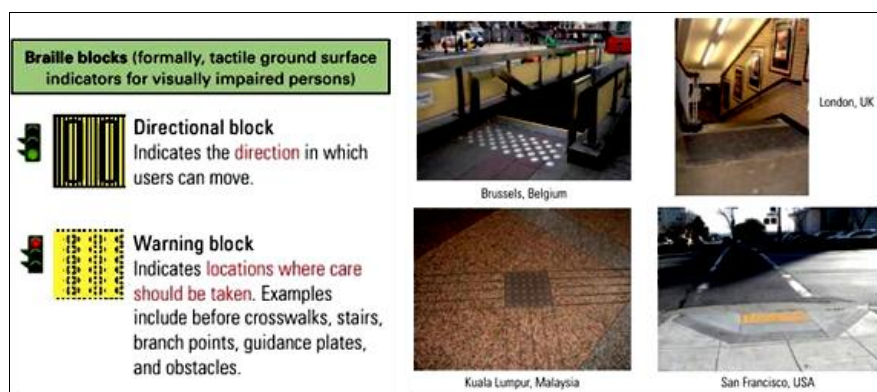 Braille blocks (formally, tactile ground surface
indicators for visually impaired persons)
Directional block
Indicates the direction in which
users can move.
Warning block
Indicates locations where care
should be taken. Examples
include before crosswalks, stairs,
branch points, guidance plates,
and obstacles.
Brussels, Belgium
London, UK
Kuala Lumpur, Malaysia
San Francisco, USA